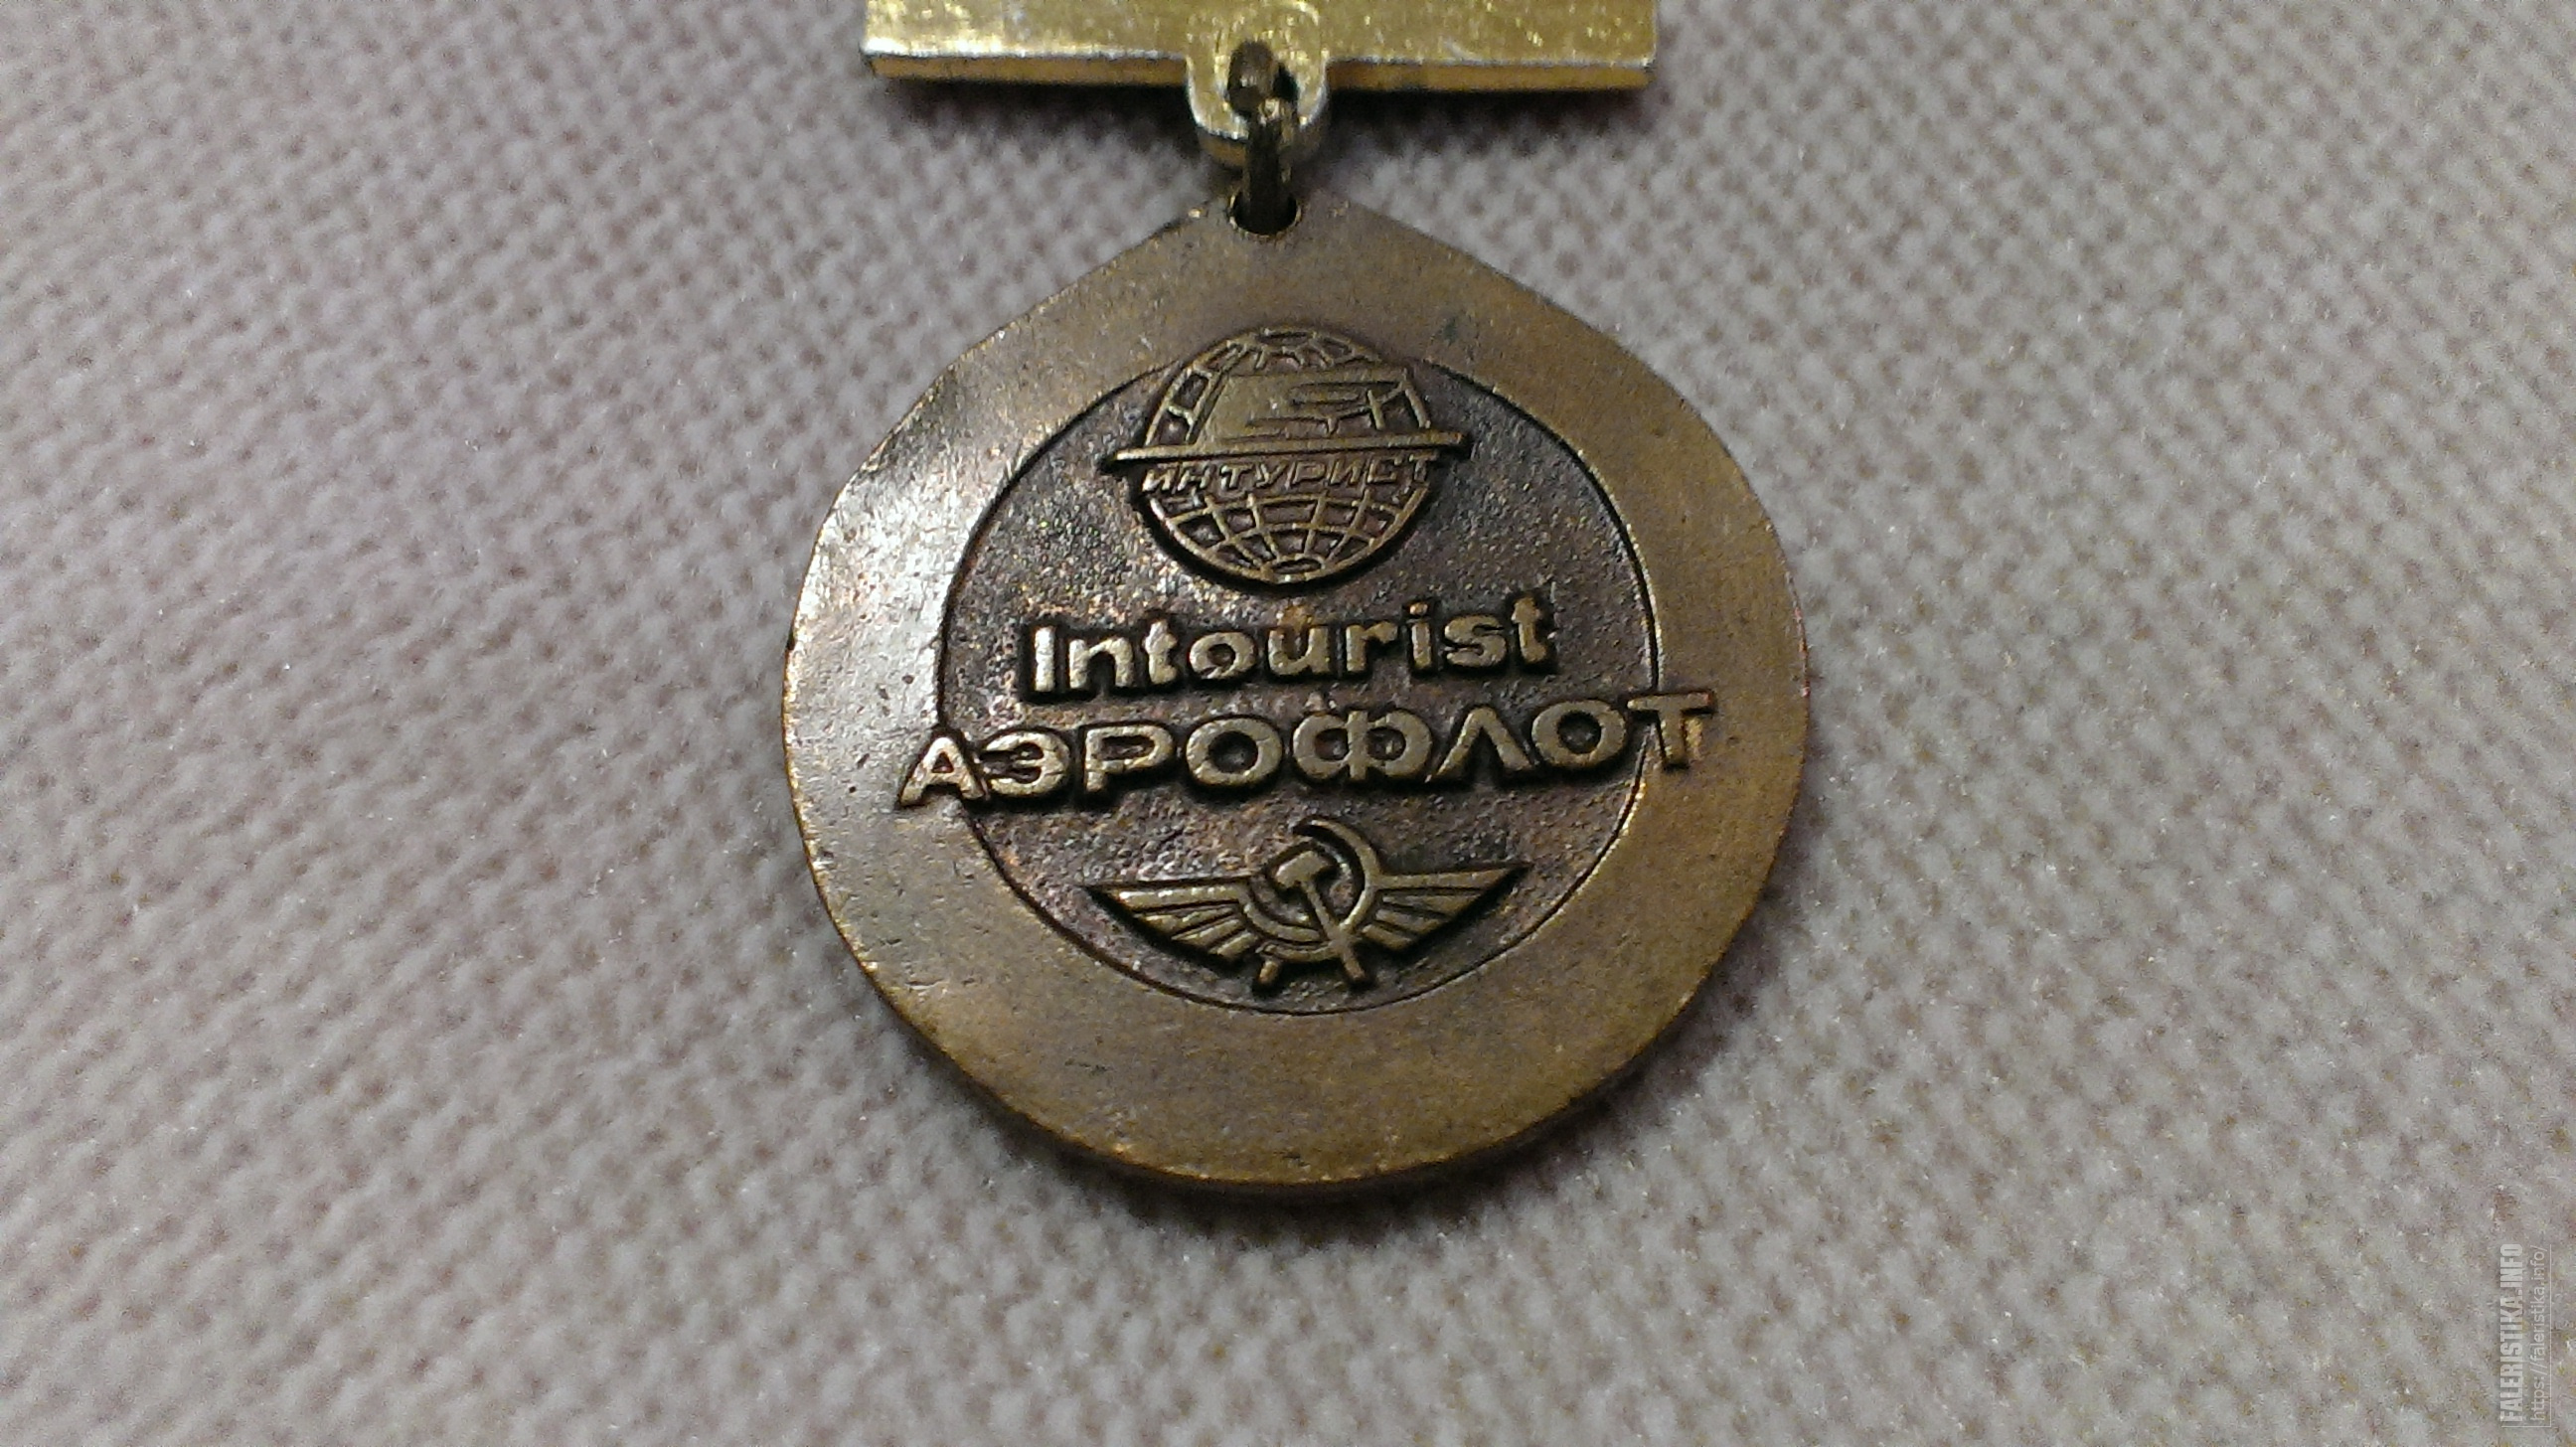 ИНТУРИСТ
Intourist
АЭРОФЛОТ
FALERISTIKA.INFO
https://faleristika.info/